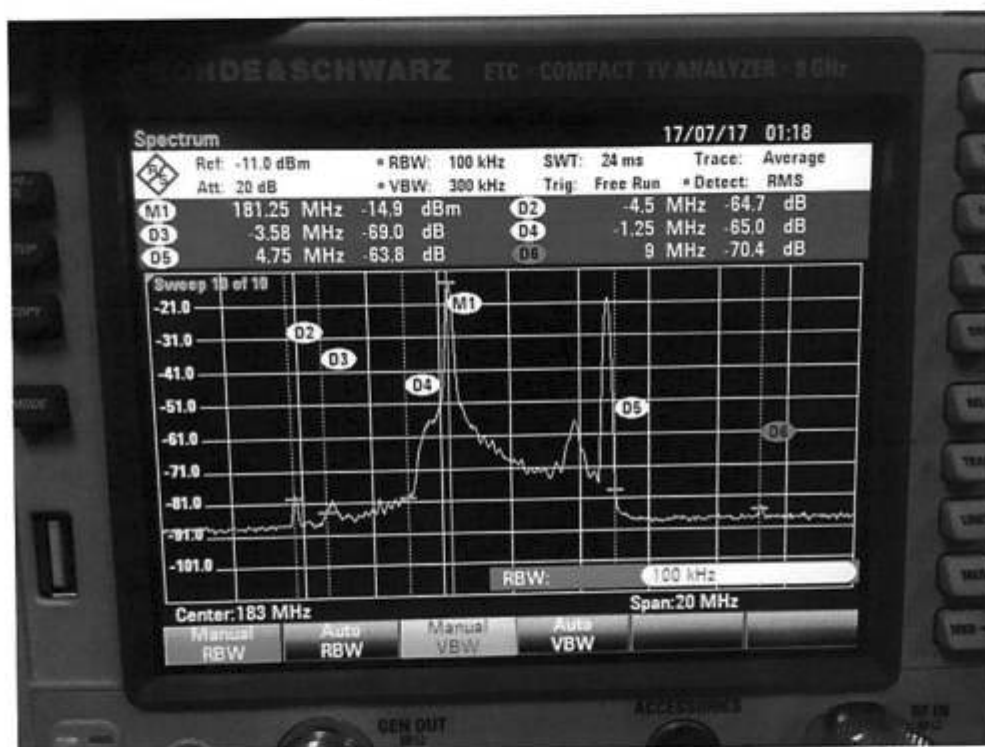 ROHDE&SCHWARZ ETC - COMPACT TV ANALYZER - 3 GHz
Spectrum 17/07/17 01:18
R/S Ref: -11.0 dBm * RBW: 100 kHz SWT: 24 ms Trace: Average
Att: 20 dB * VBW: 300 kHz Trig: Free Run * Detect: RMS
M1 181.25 MHz -14.9 dBm D2 -4.5 MHz -64.7 dB
D3 -3.58 MHz -69.0 dB D4 -1.25 MHz -65.0 dB
D5 4.75 MHz -63.8 dB D6 9 MHz -70.4 dB
Sweep 10 of 10
-21.0
M1
-31.0
D2
D3
-41.0
D4
-51.0
D5
-61.0
D6
-71.0
-81.0
-91.0
-101.0
RBW: 100 kHz
Center:183 MHz Span:20 MHz
Manual RBW
Auto RBW
Manual VBW
Auto VBW
MODE
GEN OUT
ACCESSORIES
RF IN